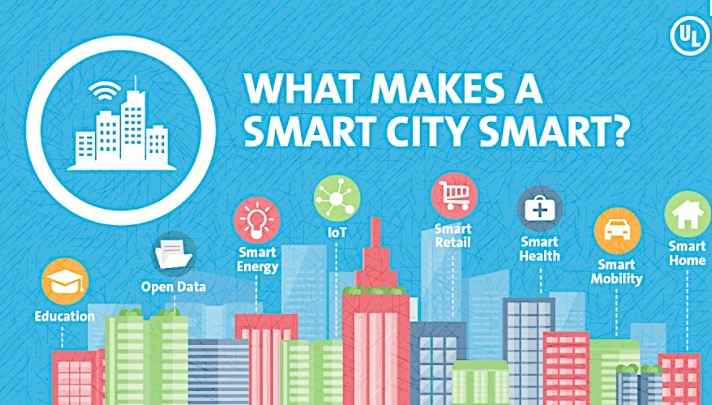 UL
WHAT MAKES A
SMART CITY SMART?
Education
Open Data
Smart
Energy
IoT
Smart
Retail
Smart
Health
Smart
Mobility
Smart
Home